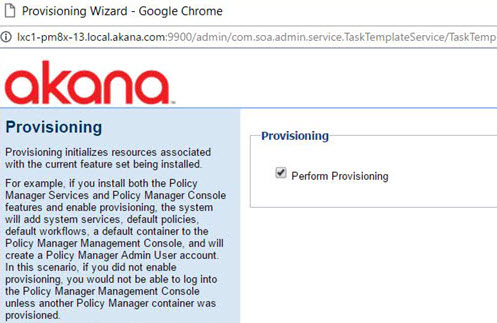 Provisioning Wizard - Google Chrome
lxc1-pm8x-13.local.akana.com:9900/admin/com.soa.admin.service.TaskTemplateService/TaskTemp
akana
Provisioning
Provisioning initializes resources associated
with the current feature set being installed.
For example, if you install both the Policy
Manager Services and Policy Manager Console
features and enable provisioning, the system
will add system services, default policies,
default workflows, a default container to the
Policy Manager Management Console, and will
create a Policy Manager Admin User account.
In this scenario, if you did not enable
provisioning, you would not be able to log into
the Policy Manager Management Console
unless another Policy Manager container was
provisioned.
Provisioning
Perform Provisioning